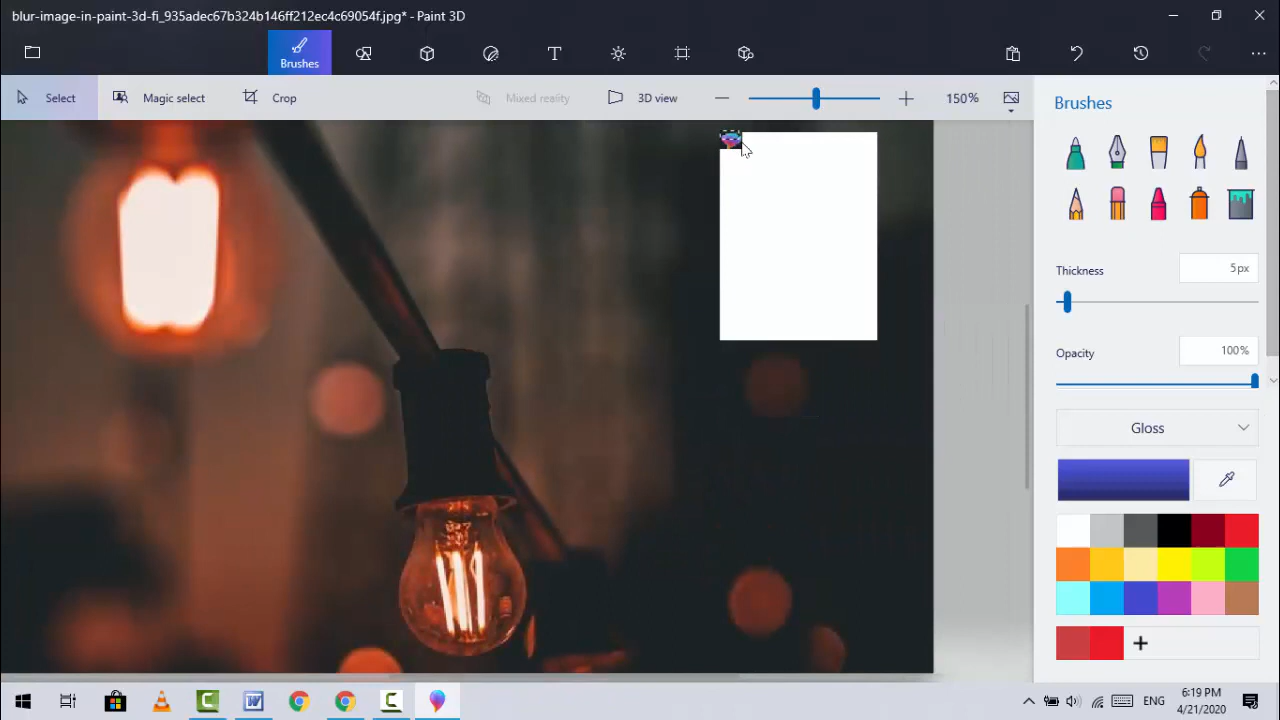 blur-image-in-paint-3d-fi_935adec67b324b146ff212ec4c69054f.jpg* - Paint 3D
Brushes
Select
Magic select
Crop
Mixed reality
3D view
150%
Brushes
Thickness
5px
Opacity
100%
Gloss
ENG
6:19 PM
4/21/2020